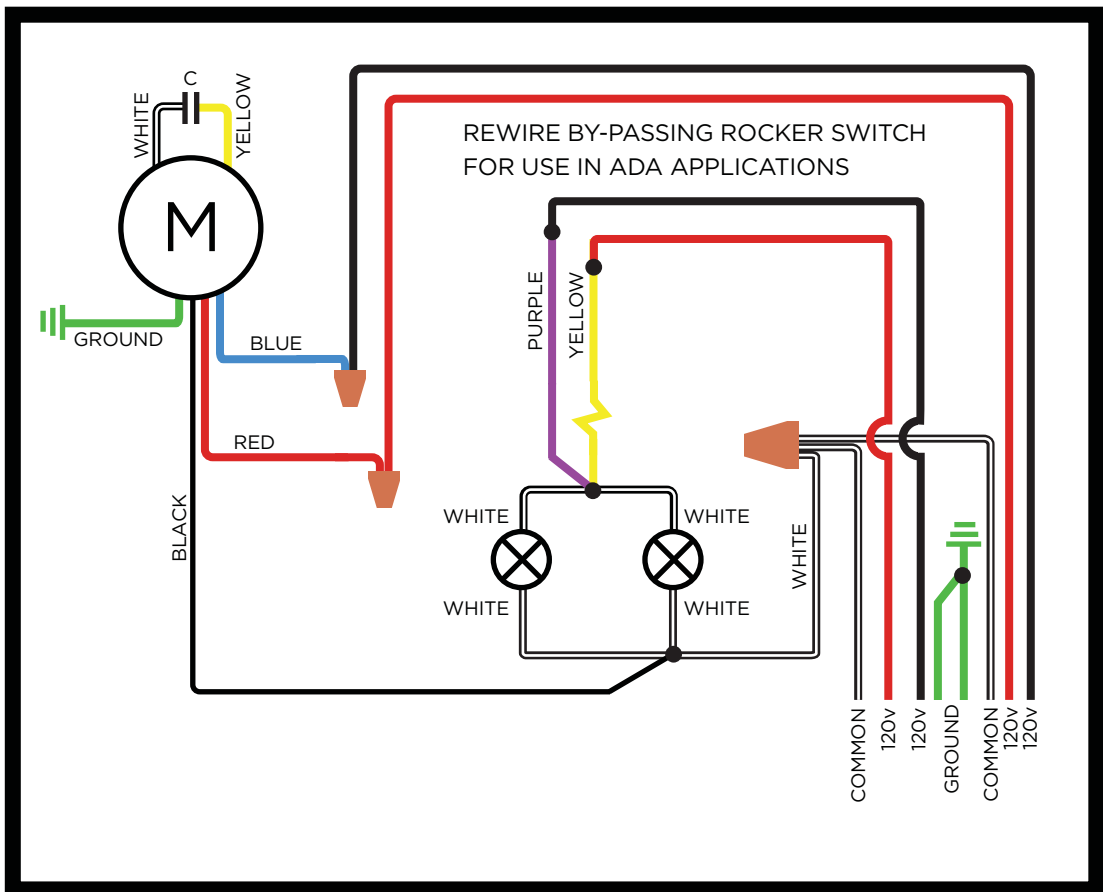 C
WHITE
YELLOW
REWIRE BY-PASSING ROCKER SWITCH
FOR USE IN ADA APPLICATIONS
M
PURPLE
YELLOW
GROUND
BLUE
RED
BLACK
WHITE
WHITE
WHITE
WHITE
WHITE
COMMON
120v
120v
GROUND
COMMON
120v
120v